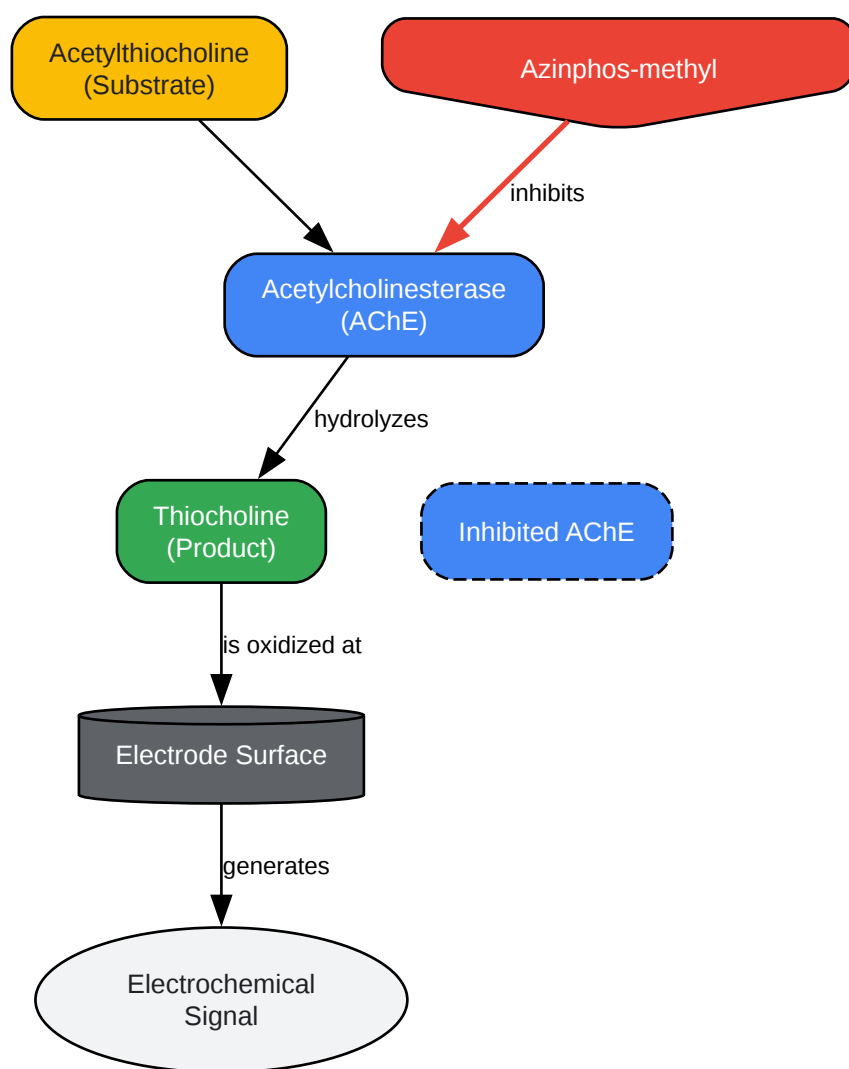 Acetylthiocholine
(Substrate)
Azinphos-methyl
inhibits
Acetylcholinesterase
(AChE)
hydrolyzes
Thiocholine
(Product)
Inhibited AChE
is oxidized at
Electrode Surface
generates
Electrochemical
Signal